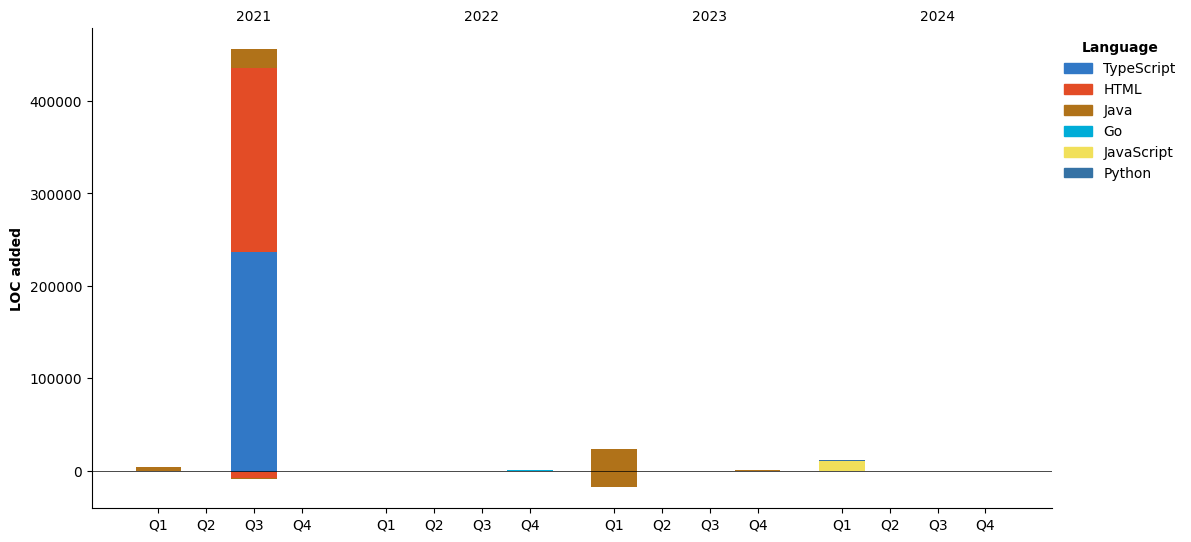 2021 2022 2023 2024
Language
TypeScript
HTML
Java
Go
JavaScript
Python
LOC added
400000
300000
200000
100000
0
Q1 Q2 Q3 Q4 Q1 Q2 Q3 Q4 Q1 Q2 Q3 Q4 Q1 Q2 Q3 Q4